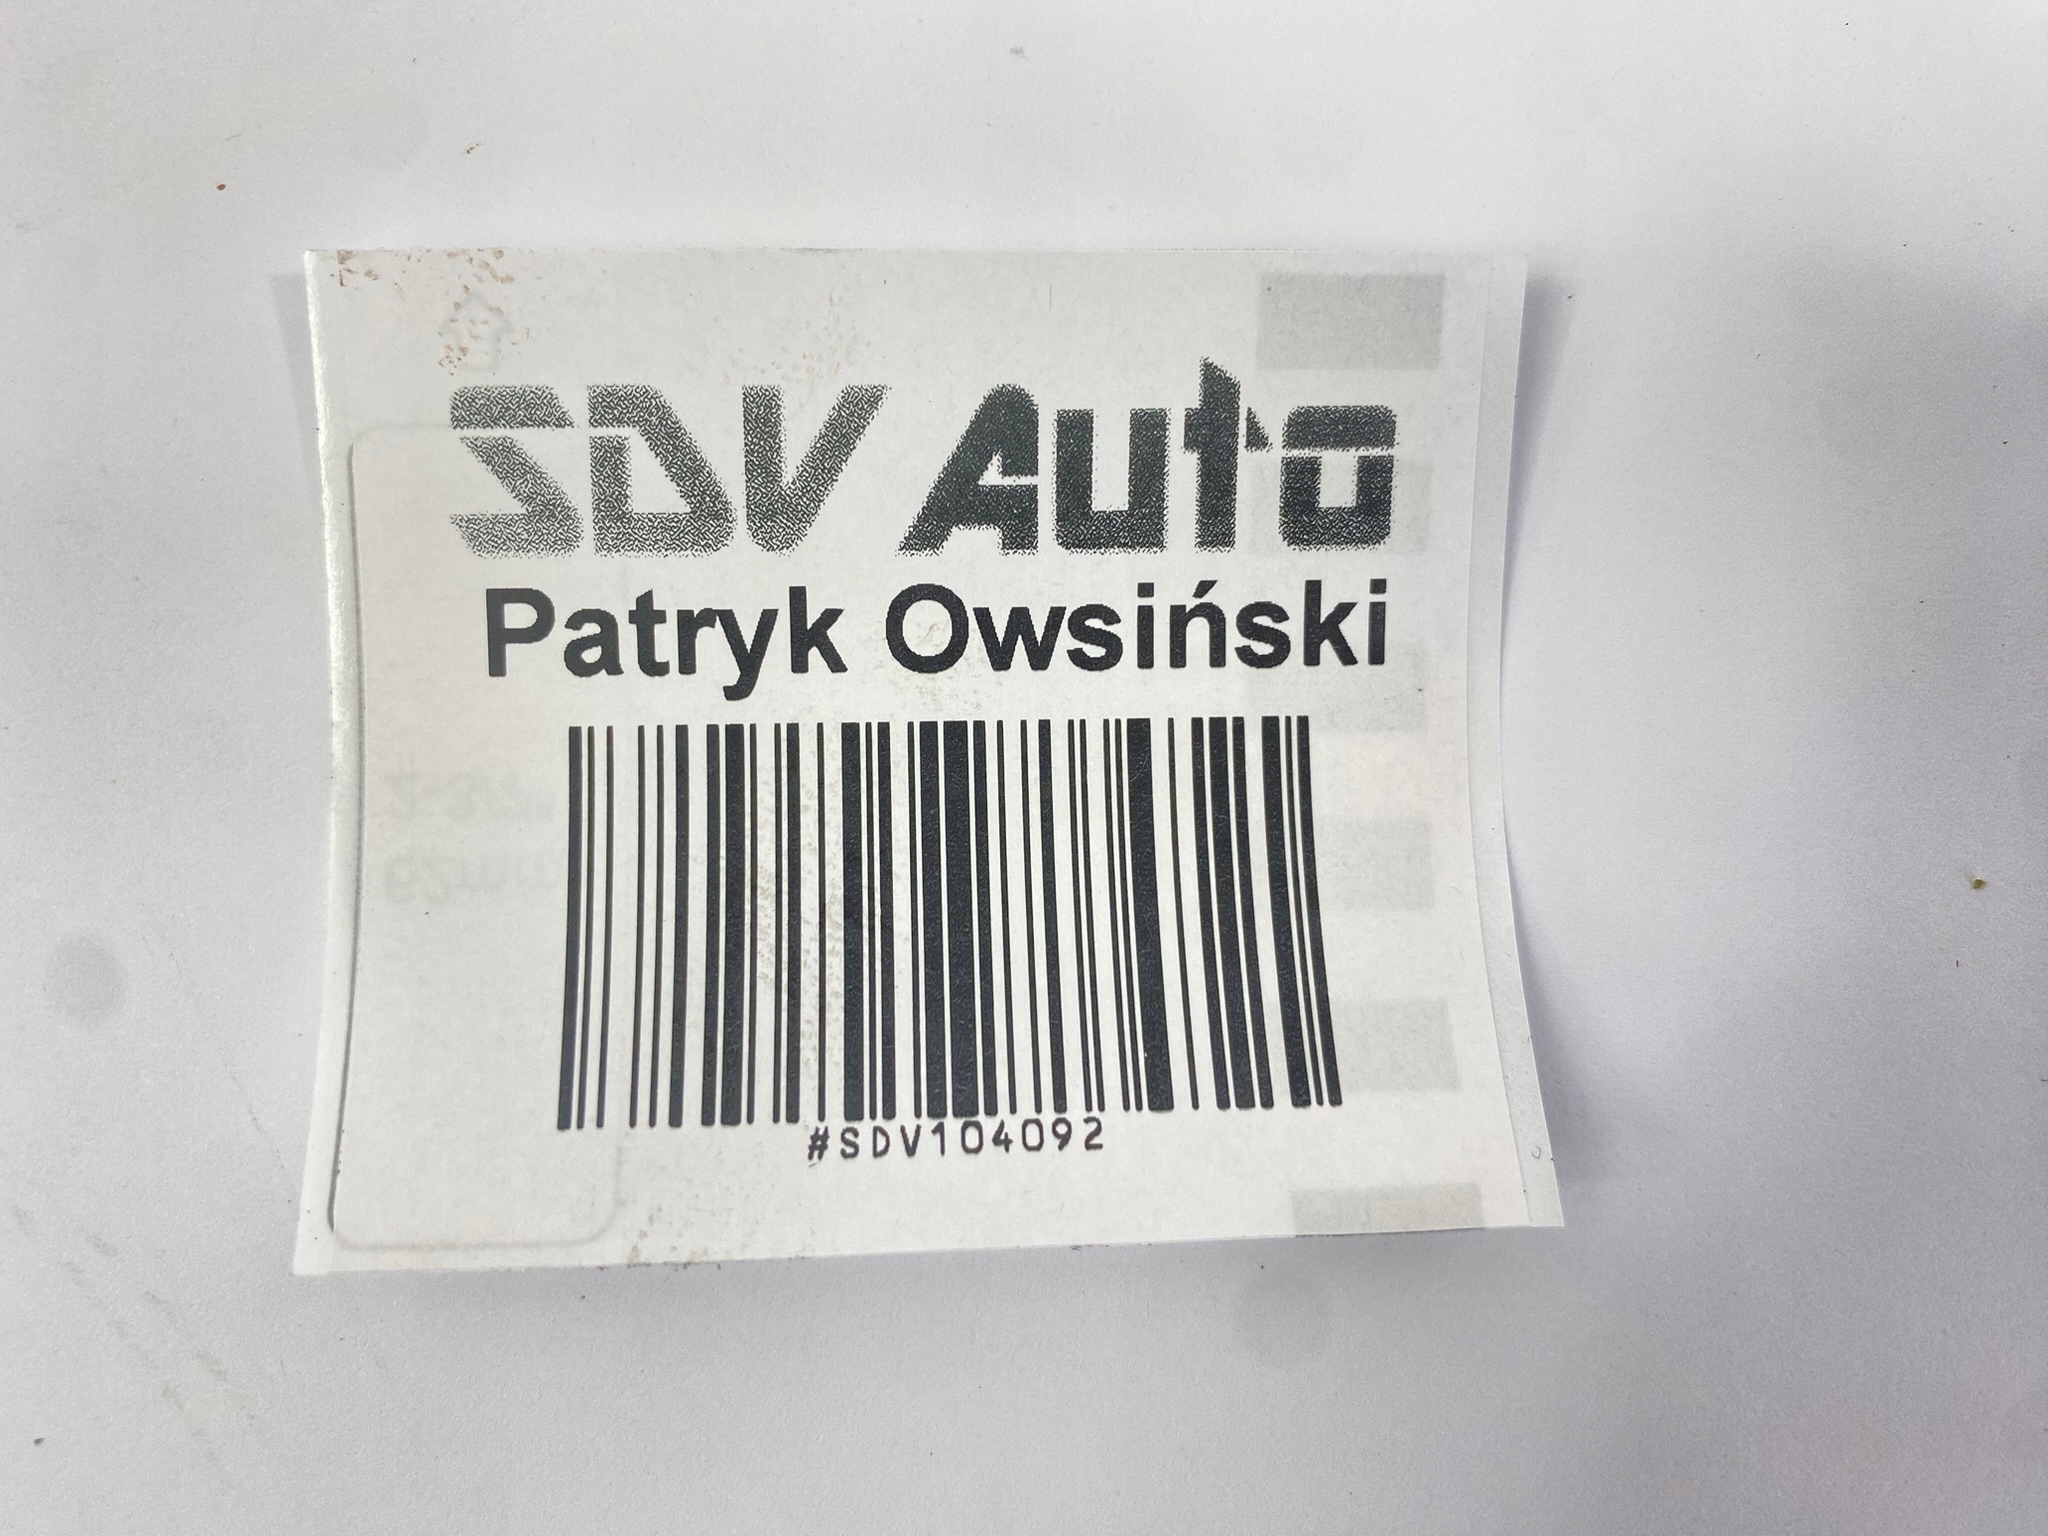 SDV Auto
Patryk Owsiński
#SDV104092